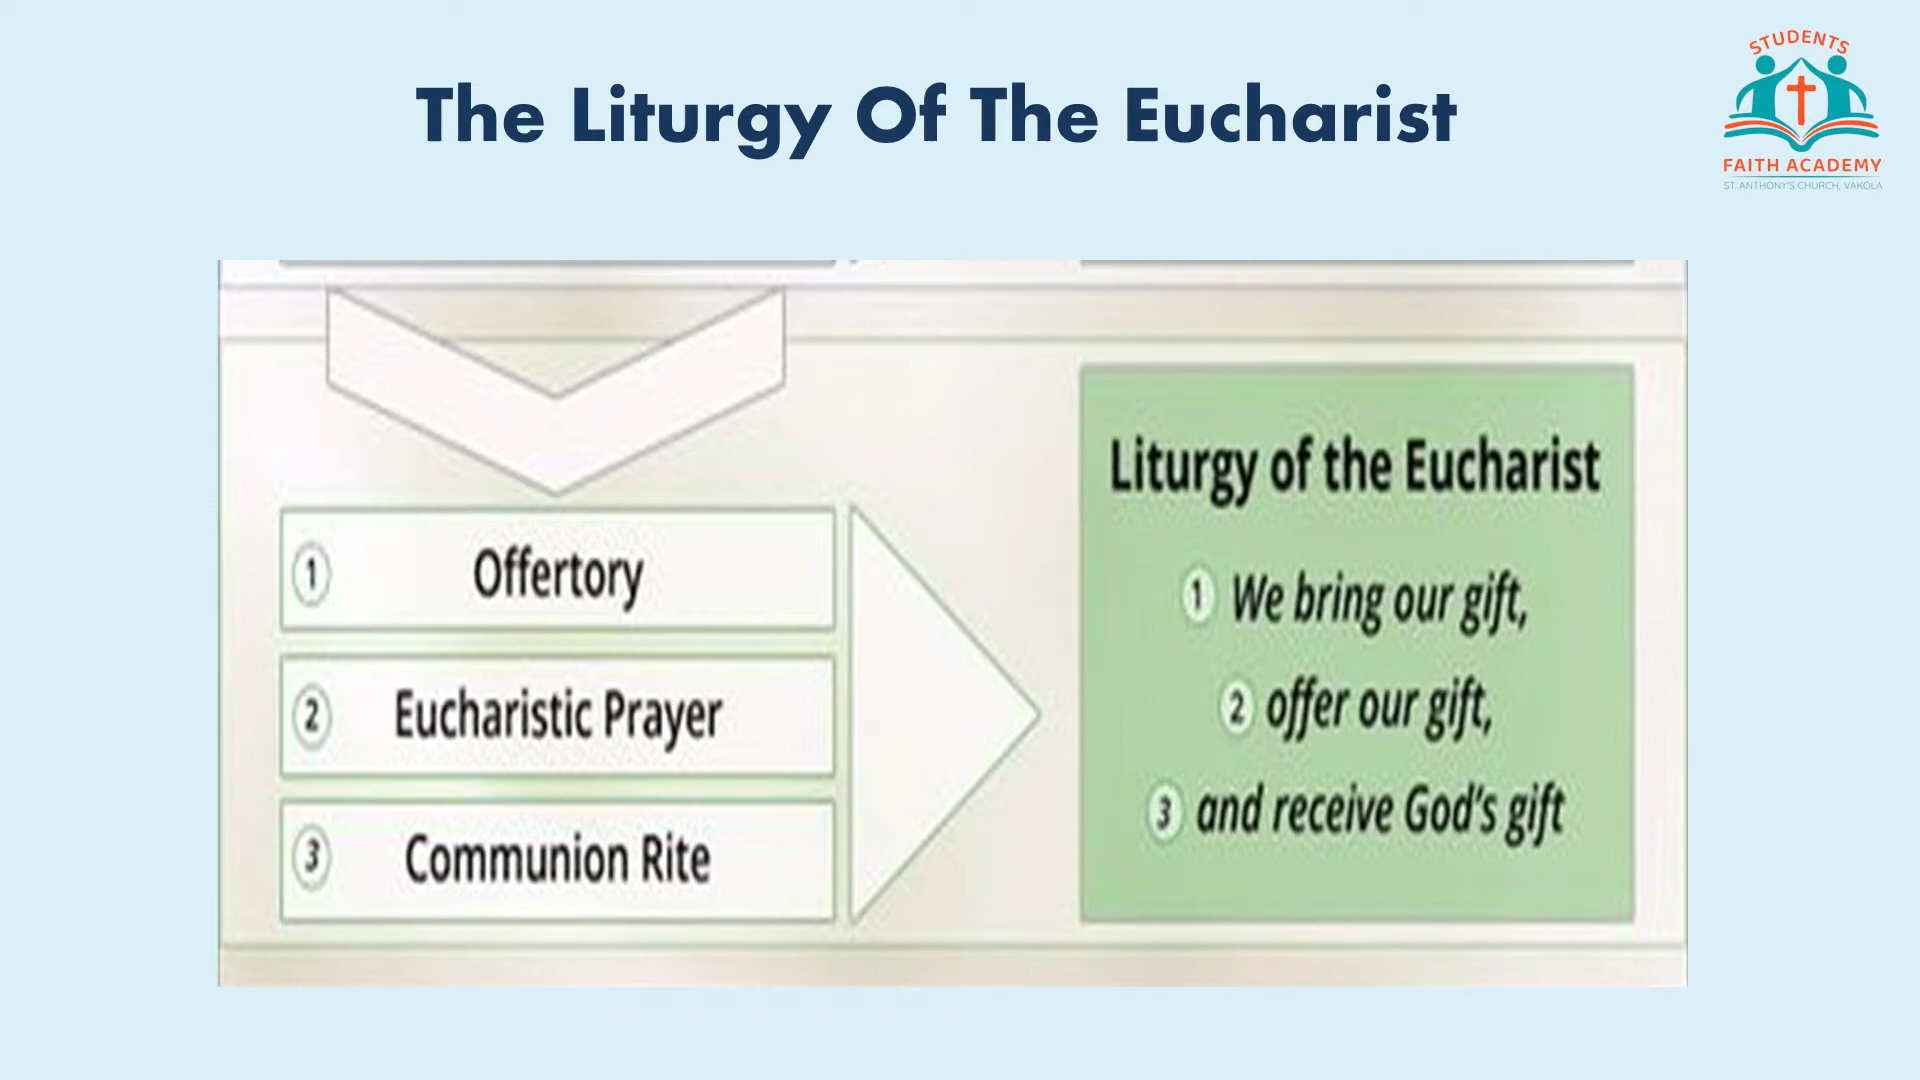 The Liturgy Of The Eucharist
STUDENTS
FAITH ACADEMY
ST. ANTHONY'S CHURCH, VAKOLA
1 Offertory
2 Eucharistic Prayer
3 Communion Rite
Liturgy of the Eucharist
1 We bring our gift,
2 offer our gift,
3 and receive God's gift